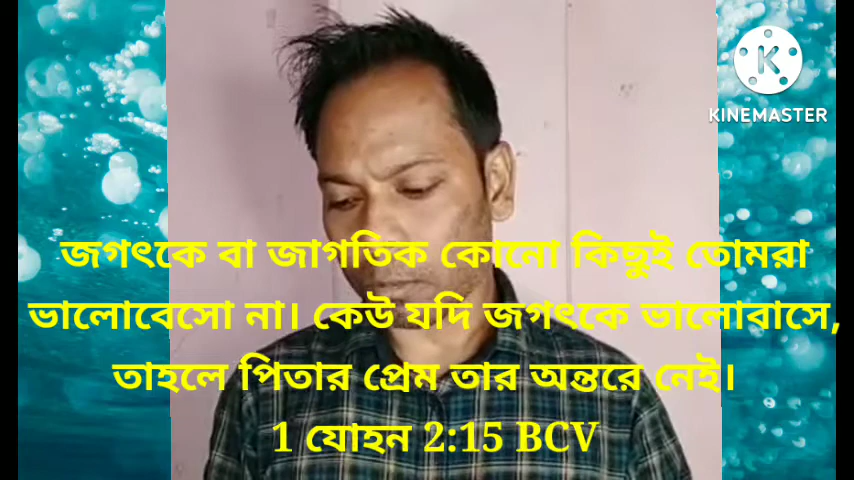 KINEMASTER
জগৎকে বা জাগতিক কোনো কিছুই তোমরা
ভালোবেসো না। কেউ যদি জগৎকে ভালোবাসে,
তাহলে পিতার প্রেম তার অন্তরে নেই।
1 যোহন 2:15 BCV